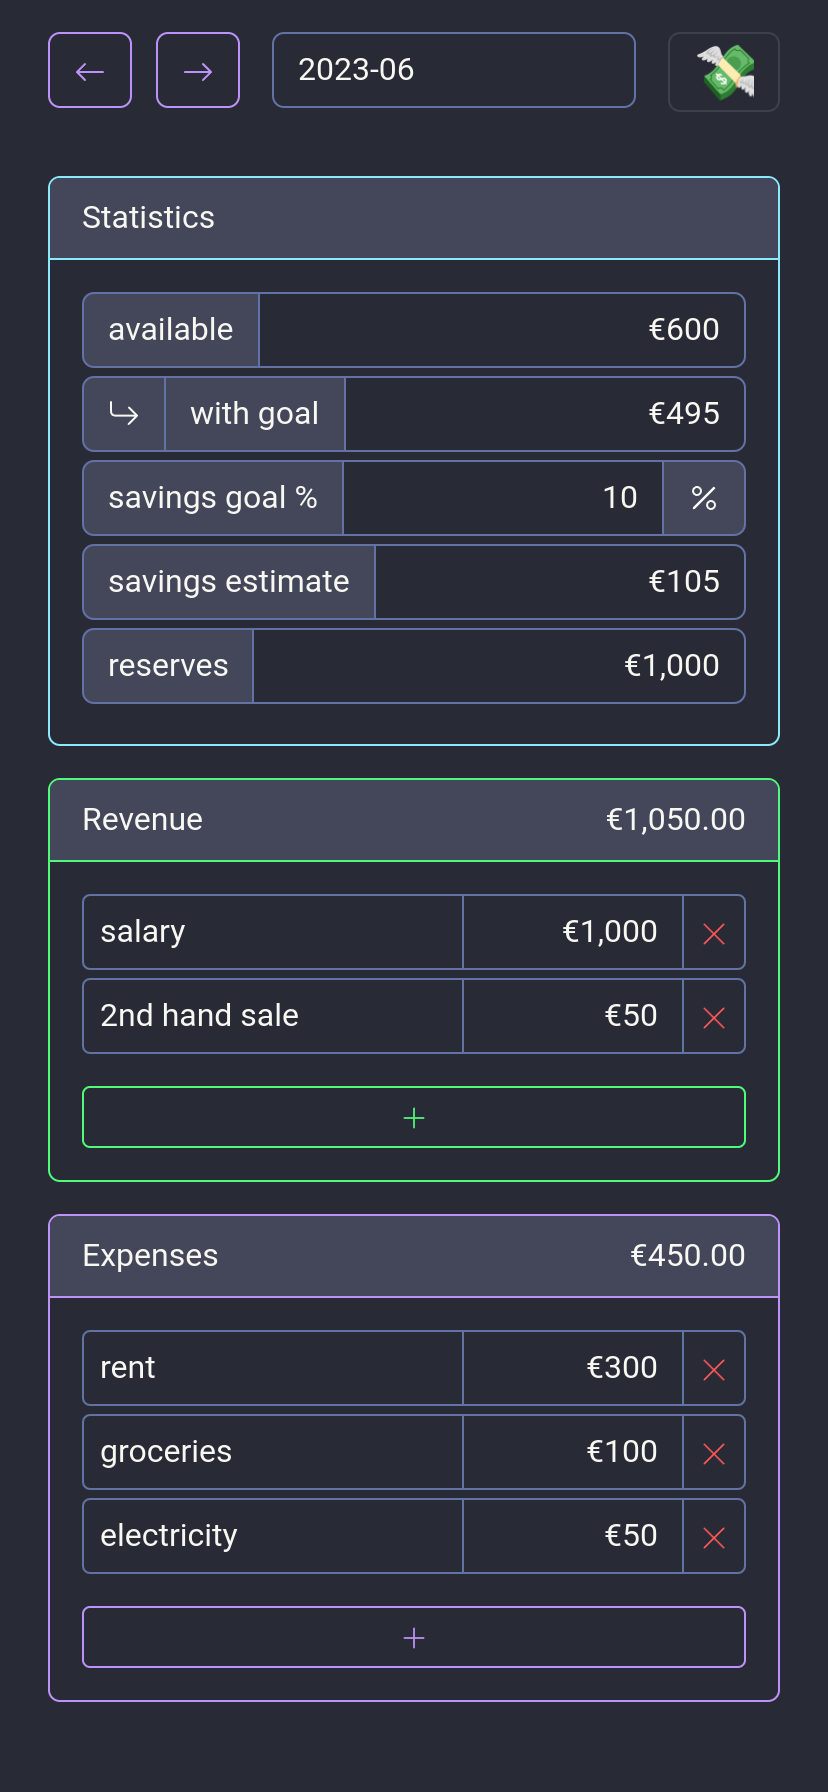 2023-06
Statistics
available €600
with goal €495
savings goal % 10 %
savings estimate €105
reserves €1,000
Revenue €1,050.00
salary €1,000
2nd hand sale €50
+
Expenses €450.00
rent €300
groceries €100
electricity €50
+